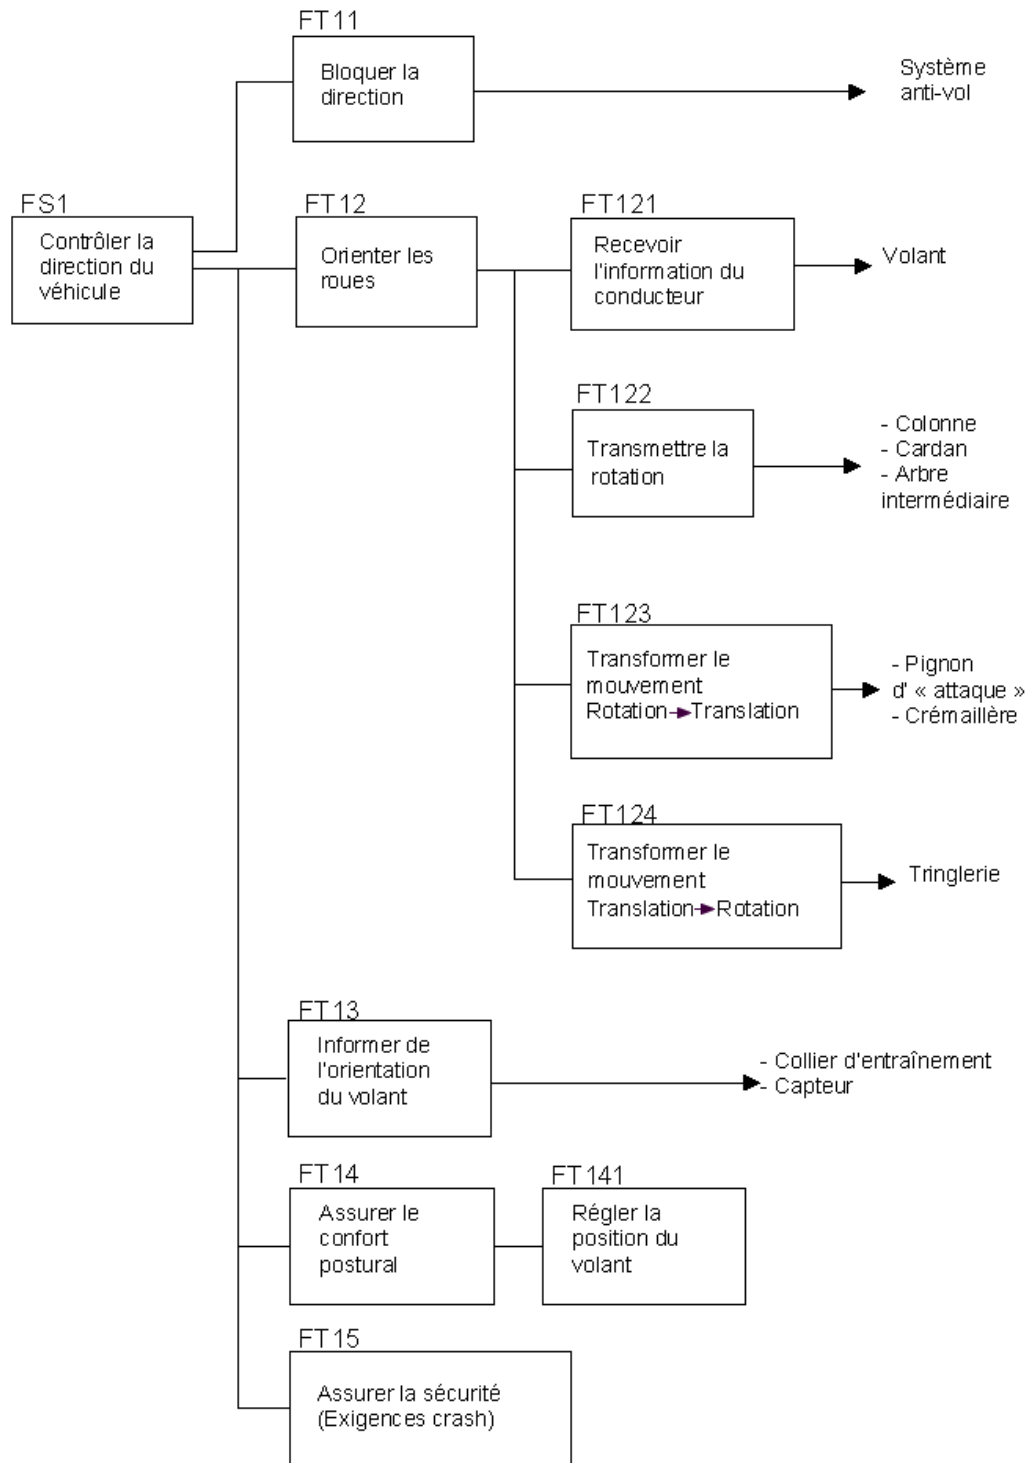 FT11
Bloquer la
direction
Système
anti-vol
FS1
Contrôler la
direction du
véhicule
FT12
Orienter les
roues
FT121
Recevoir
l'information du
conducteur
Volant
FT122
Transmettre la
rotation
- Colonne
- Cardan
- Arbre
intermédiaire
FT123
Transformer le
mouvement
Rotation→Translation
- Pignon
d' « attaque »
- Crémaillère
FT124
Transformer le
mouvement
Translation→Rotation
Tringlerie
FT13
Informer de
l'orientation
du volant
- Collier d'entraînement
- Capteur
FT14
Assurer le
confort
postural
FT141
Régler la
position du
volant
FT15
Assurer la sécurité
(Exigences crash)